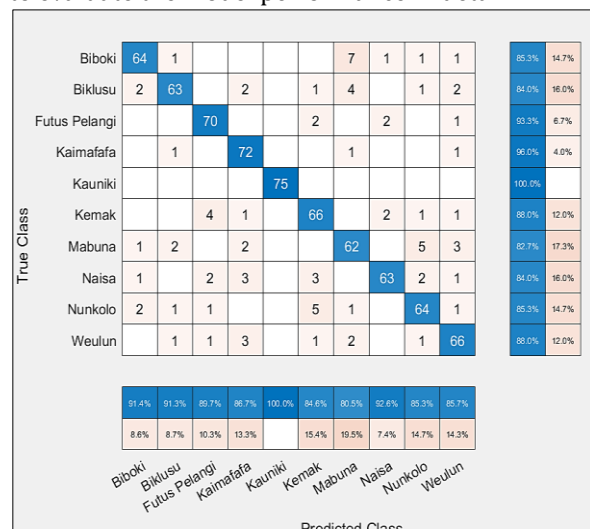 Biboki 64 1 7 1 1 1 85.3% 14.7%
Biklusu 2 63 2 1 4 1 2 84.0% 16.0%
Futus Pelangi 70 2 2 1 93.3% 6.7%
Kaimafafa 1 72 1 1 96.0% 4.0%
Kauniki 75 100.0%
Kemak 4 1 66 2 1 1 88.0% 12.0%
Mabuna 1 2 2 62 5 3 82.7% 17.3%
Naisa 1 2 3 3 63 2 1 84.0% 16.0%
Nunkolo 2 1 1 5 1 64 1 85.3% 14.7%
Weulun 1 1 3 1 2 1 66 88.0% 12.0%
True Class
91.4% 91.3% 89.7% 86.7% 100.0% 84.6% 80.5% 92.6% 85.3% 85.7%
8.6% 8.7% 10.3% 13.3% 15.4% 19.5% 7.4% 14.7% 14.3%
Biboki Biklusu Futus Pelangi Kaimafafa Kauniki Kemak Mabuna Naisa Nunkolo Weulun
Predicted Class